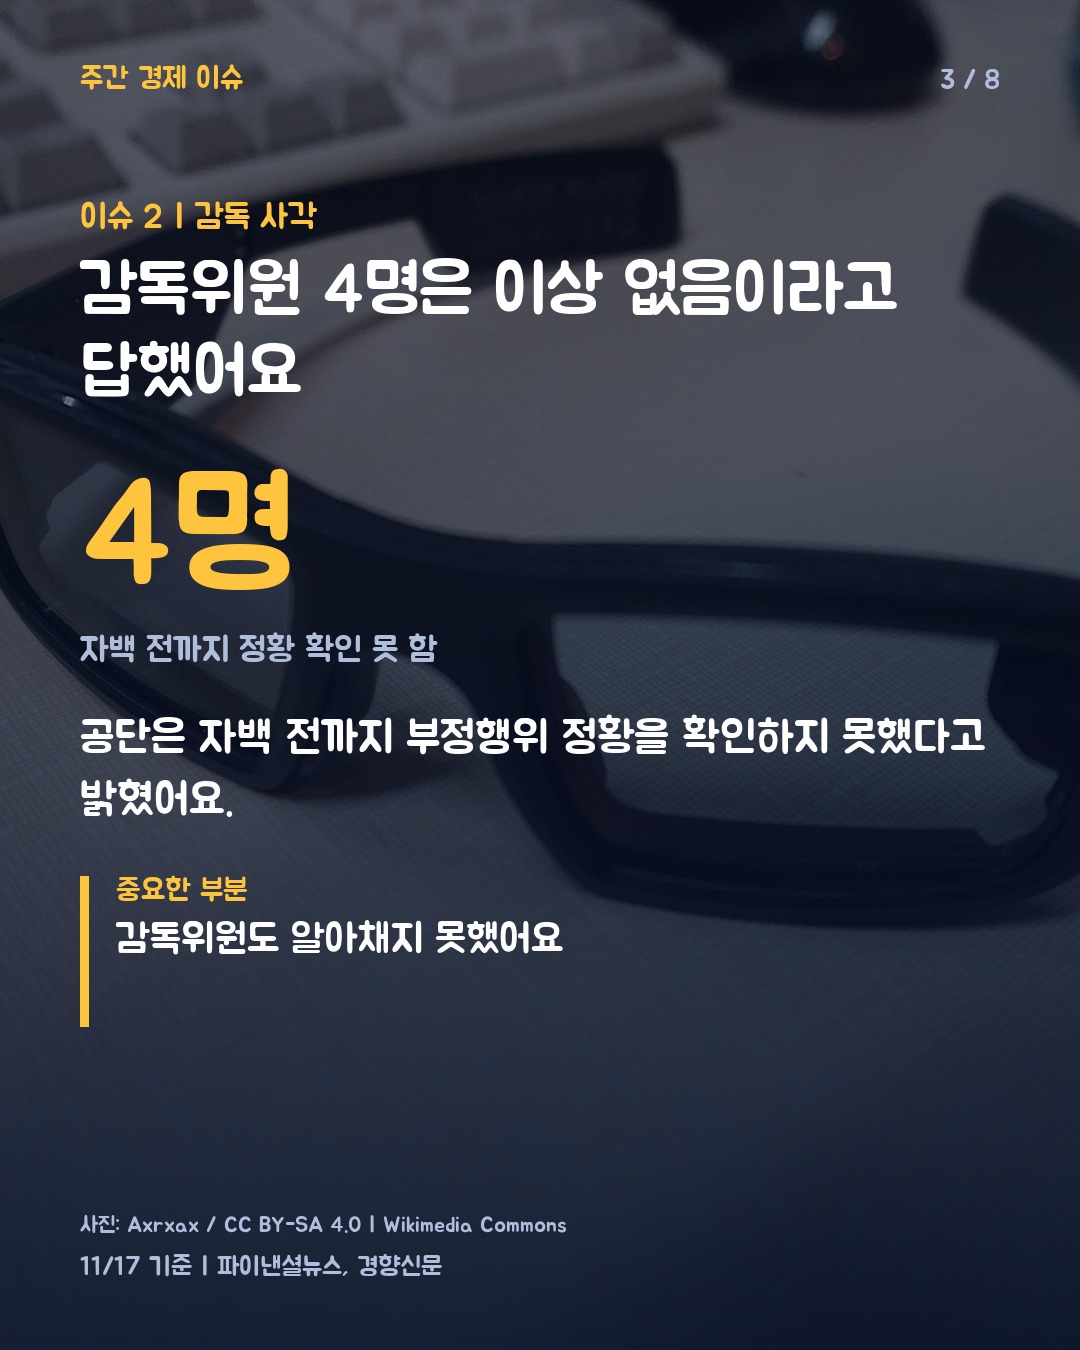 주간 경제 이슈
3 / 8
이슈 2 | 감독 사각
감독위원 4명은 이상 없음이라고
답했어요
4명
자백 전까지 정황 확인 못 함
공단은 자백 전까지 부정행위 정황을 확인하지 못했다고
밝혔어요.
중요한 부분
감독위원도 알아채지 못했어요
사진: Axrxax / CC BY-SA 4.0 | Wikimedia Commons
11/17 기준 | 파이낸셜뉴스, 경향신문